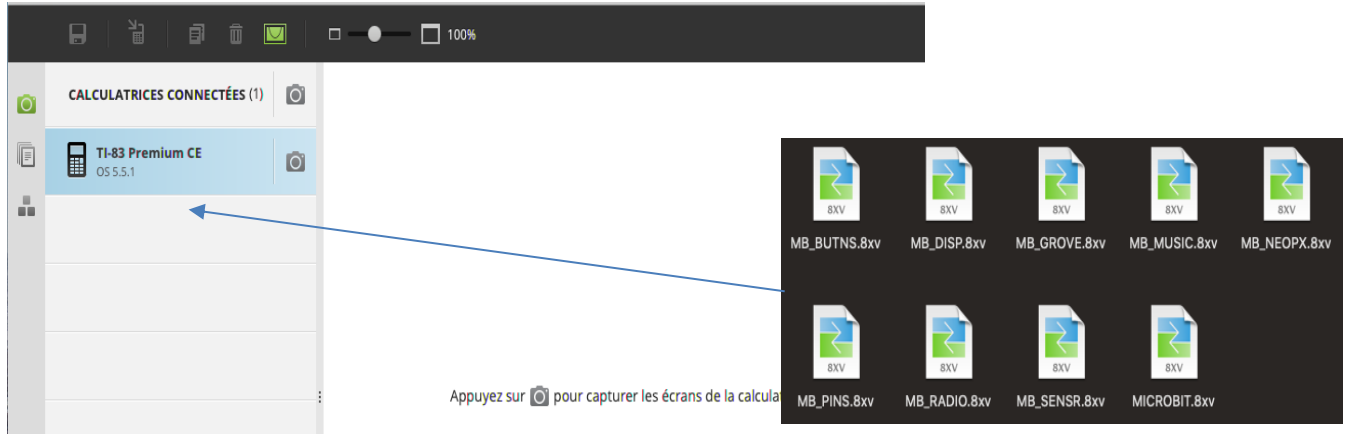 100%
CALCULATRICES CONNECTÉES (1)
TI-83 Premium CE
OS 5.5.1
Appuyez sur pour capturer les écrans de la calculat
8XV 8XV 8XV 8XV 8XV
MB_BUTNS.8xv MB_DISP.8xv MB_GROVE.8xv MB_MUSIC.8xv MB_NEOPX.8xv
8XV 8XV 8XV 8XV
MB_PINS.8xv MB_RADIO.8xv MB_SENSR.8xv MICROBIT.8xv